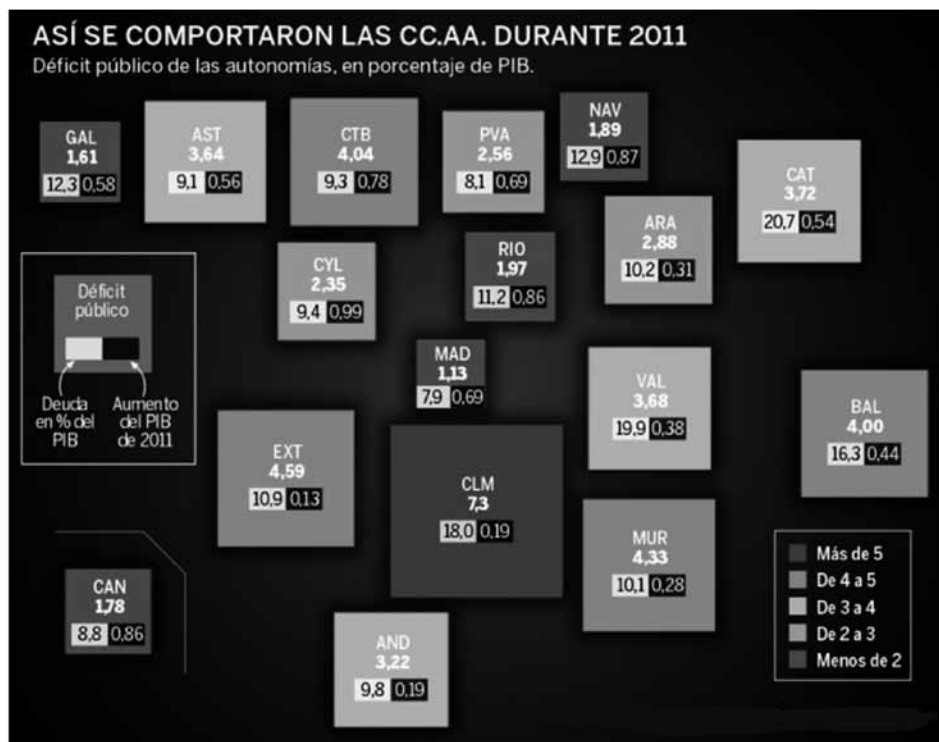 ASÍ SE COMPORTARON LAS CC.AA. DURANTE 2011
Déficit público de las autonomías, en porcentaje de PIB.
GAL
1,61
12,3 0,58
AST
3,64
9,1 0,56
CTB
4,04
9,3 0,78
PVA
2,56
8,1 0,69
NAV
1,89
12,9 0,87
CAT
3,72
20,7 0,54
ARA
2,88
10,2 0,31
RIO
1,97
11,2 0,86
CYL
2,35
9,4 0,99
Déficit
público
Deuda
en % del
PIB
Aumento
del PIB
de 2011
MAD
1,13
7,9 0,69
VAL
3,68
19,9 0,38
BAL
4,00
16,3 0,44
EXT
4,59
10,9 0,13
CLM
7,3
18,0 0,19
MUR
4,33
10,1 0,28
CAN
1,78
8,8 0,86
AND
3,22
9,8 0,19
Más de 5
De 4 a 5
De 3 a 4
De 2 a 3
Menos de 2